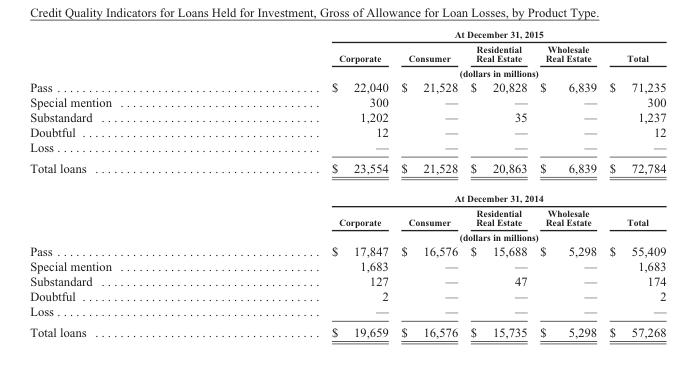 Credit Quality Indicators for Loans Held for Investment, Gross of Allowance for Loan Losses, by Product Type.
At December 31, 2015
Corporate Consumer Residential Real Estate Wholesale Real Estate Total
(dollars in millions)
Pass . . . . . . . . . . . . . . . . . . . . . . . . . . . . . . . . . . . . . . . . $ 22,040 $ 21,528 $ 20,828 $ 6,839 $ 71,235
Special mention . . . . . . . . . . . . . . . . . . . . . . . . . . . . . . 300 — — — 300
Substandard . . . . . . . . . . . . . . . . . . . . . . . . . . . . . . . . . 1,202 — 35 — 1,237
Doubtful . . . . . . . . . . . . . . . . . . . . . . . . . . . . . . . . . . . . 12 — — — 12
Loss . . . . . . . . . . . . . . . . . . . . . . . . . . . . . . . . . . . . . . . . — — — — —
Total loans . . . . . . . . . . . . . . . . . . . . . . . . . . . . . . . . . . $ 23,554 $ 21,528 $ 20,863 $ 6,839 $ 72,784
At December 31, 2014
Corporate Consumer Residential Real Estate Wholesale Real Estate Total
(dollars in millions)
Pass . . . . . . . . . . . . . . . . . . . . . . . . . . . . . . . . . . . . . . . . $ 17,847 $ 16,576 $ 15,688 $ 5,298 $ 55,409
Special mention . . . . . . . . . . . . . . . . . . . . . . . . . . . . . . 1,683 — — — 1,683
Substandard . . . . . . . . . . . . . . . . . . . . . . . . . . . . . . . . . 127 — 47 — 174
Doubtful . . . . . . . . . . . . . . . . . . . . . . . . . . . . . . . . . . . . 2 — — — 2
Loss . . . . . . . . . . . . . . . . . . . . . . . . . . . . . . . . . . . . . . . . — — — — —
Total loans . . . . . . . . . . . . . . . . . . . . . . . . . . . . . . . . . . $ 19,659 $ 16,576 $ 15,735 $ 5,298 $ 57,268